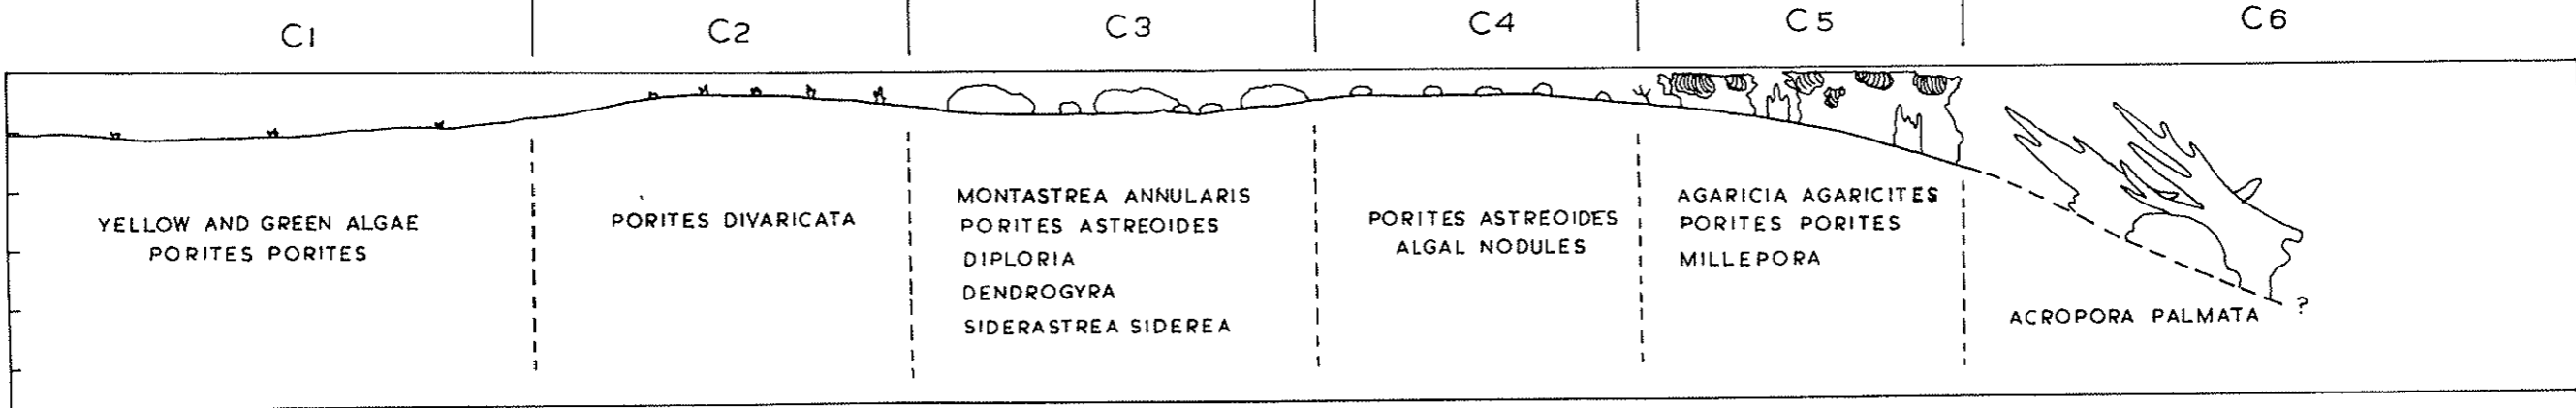 C1
C2
C3
C4
C5
C6
YELLOW AND GREEN ALGAE
PORITES PORITES
PORITES DIVARICATA
MONTASTREA ANNULARIS
PORITES ASTREOIDES
DIPLORIA
DENDROGYRA
SIDERASTREA SIDEREA
PORITES ASTREOIDES
ALGAL NODULES
AGARICIA AGARICITES
PORITES PORITES
MILLEPORA
ACROPORA PALMATA
?